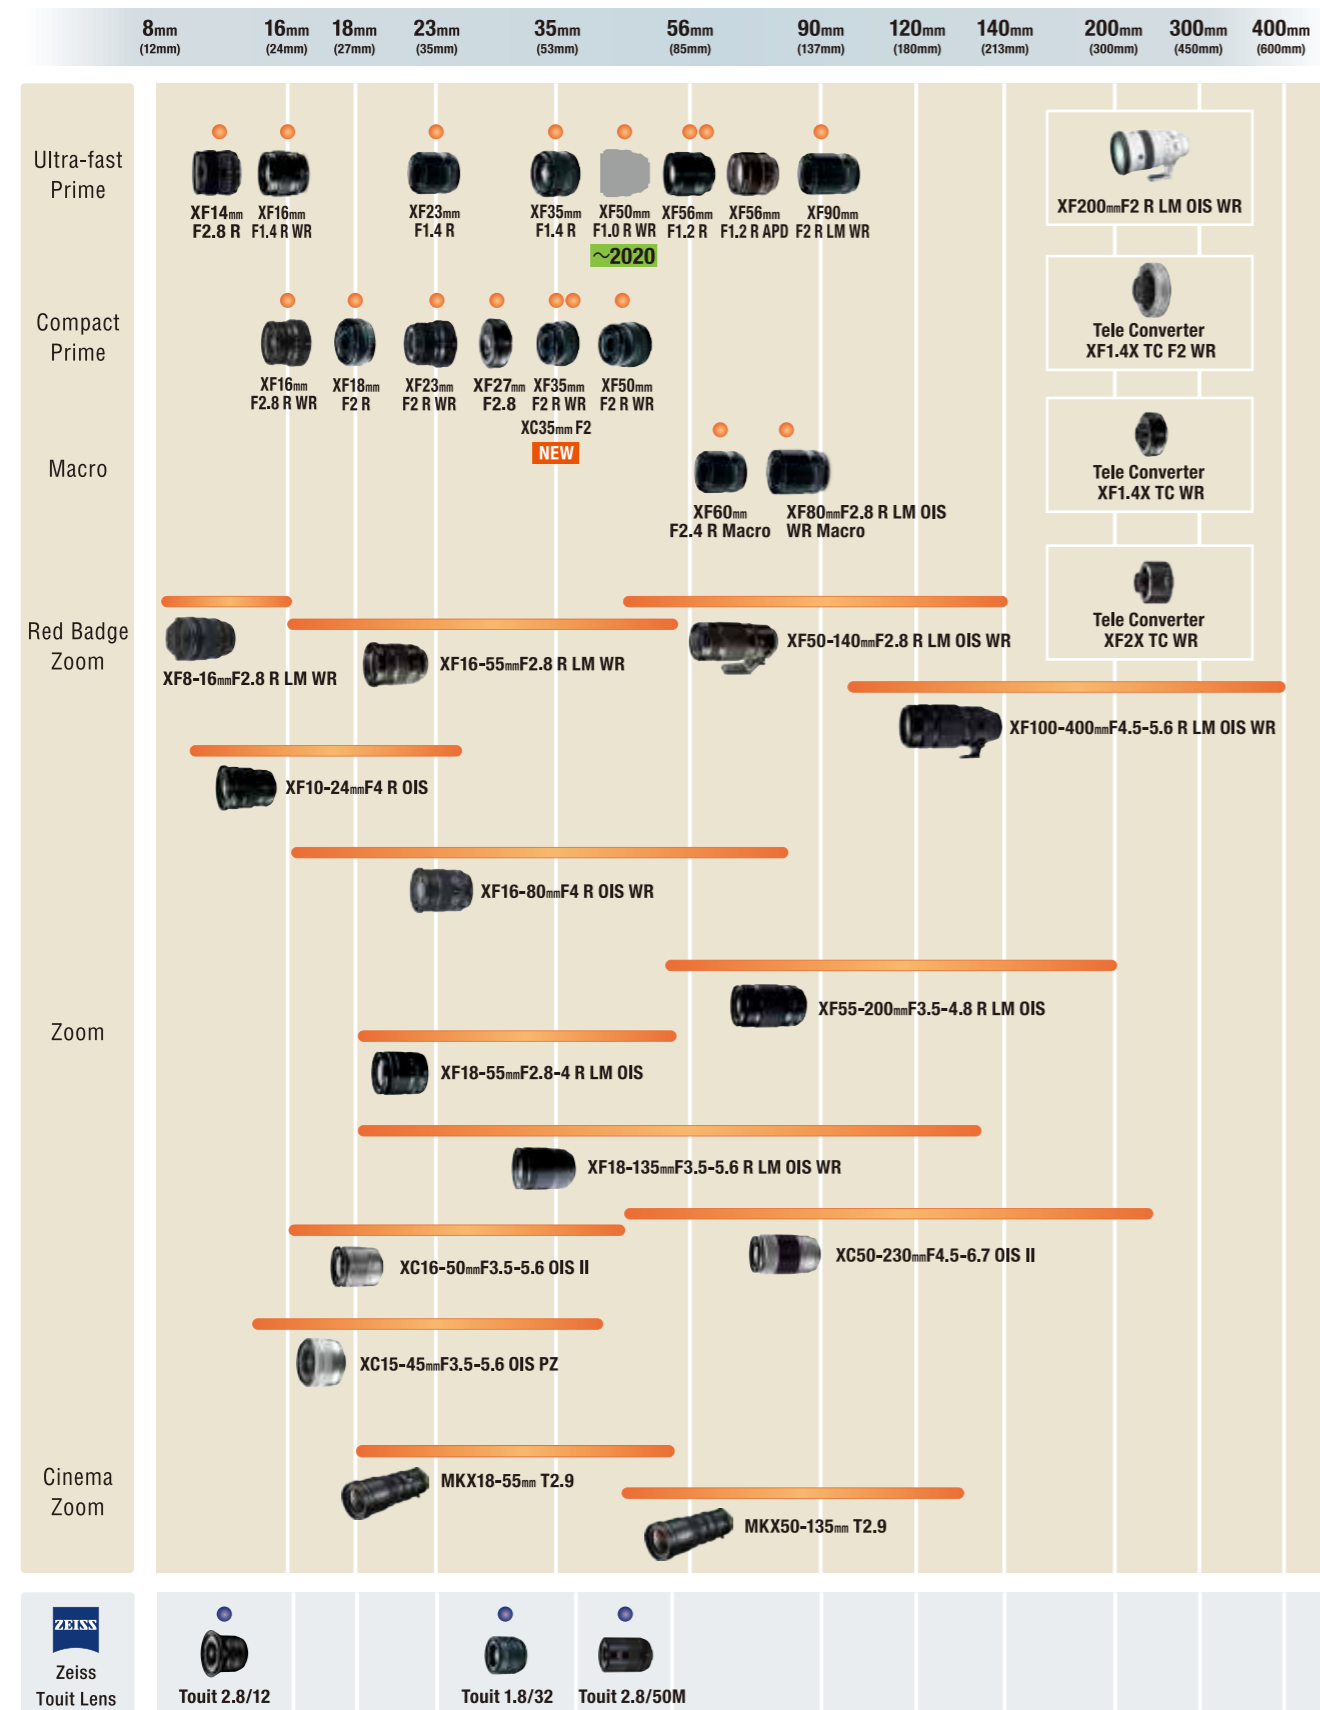 8mm 16mm 18mm 23mm 35mm 56mm 90mm 120mm 140mm 200mm 300mm 400mm
(12mm) (24mm) (27mm) (35mm) (53mm) (85mm) (137mm) (180mm) (213mm) (300mm) (450mm) (600mm)
Ultra-fast
Prime
XF14mm
F2.8 R
XF16mm
F1.4 R WR
XF23mm
F1.4 R
XF35mm
F1.4 R
XF50mm
F1.0 R WR
~2020
XF56mm
F1.2 R
XF56mm
F1.2 R APD
XF90mm
F2 R LM WR
XF200mmF2 R LM OIS WR
Tele Converter
XF1.4X TC F2 WR
Compact
Prime
XF16mm
F2.8 R WR
XF18mm
F2 R
XF23mm
F2 R WR
XF27mm
F2.8
XF35mm
F2 R WR
XC35mm F2
NEW
XF50mm
F2 R WR
Macro
XF60mm
F2.4 R Macro
XF80mmF2.8 R LM OIS
WR Macro
Tele Converter
XF1.4X TC WR
Tele Converter
XF2X TC WR
Red Badge
Zoom
XF8-16mmF2.8 R LM WR
XF16-55mmF2.8 R LM WR
XF50-140mmF2.8 R LM OIS WR
XF100-400mmF4.5-5.6 R LM OIS WR
Zoom
XF10-24mmF4 R OIS
XF16-80mmF4 R OIS WR
XF55-200mmF3.5-4.8 R LM OIS
XF18-55mmF2.8-4 R LM OIS
XF18-135mmF3.5-5.6 R LM OIS WR
XC16-50mmF3.5-5.6 OIS II
XC50-230mmF4.5-6.7 OIS II
XC15-45mmF3.5-5.6 OIS PZ
Cinema
Zoom
MKX18-55mm T2.9
MKX50-135mm T2.9
ZEISS
Zeiss
Touit Lens
Touit 2.8/12
Touit 1.8/32
Touit 2.8/50M